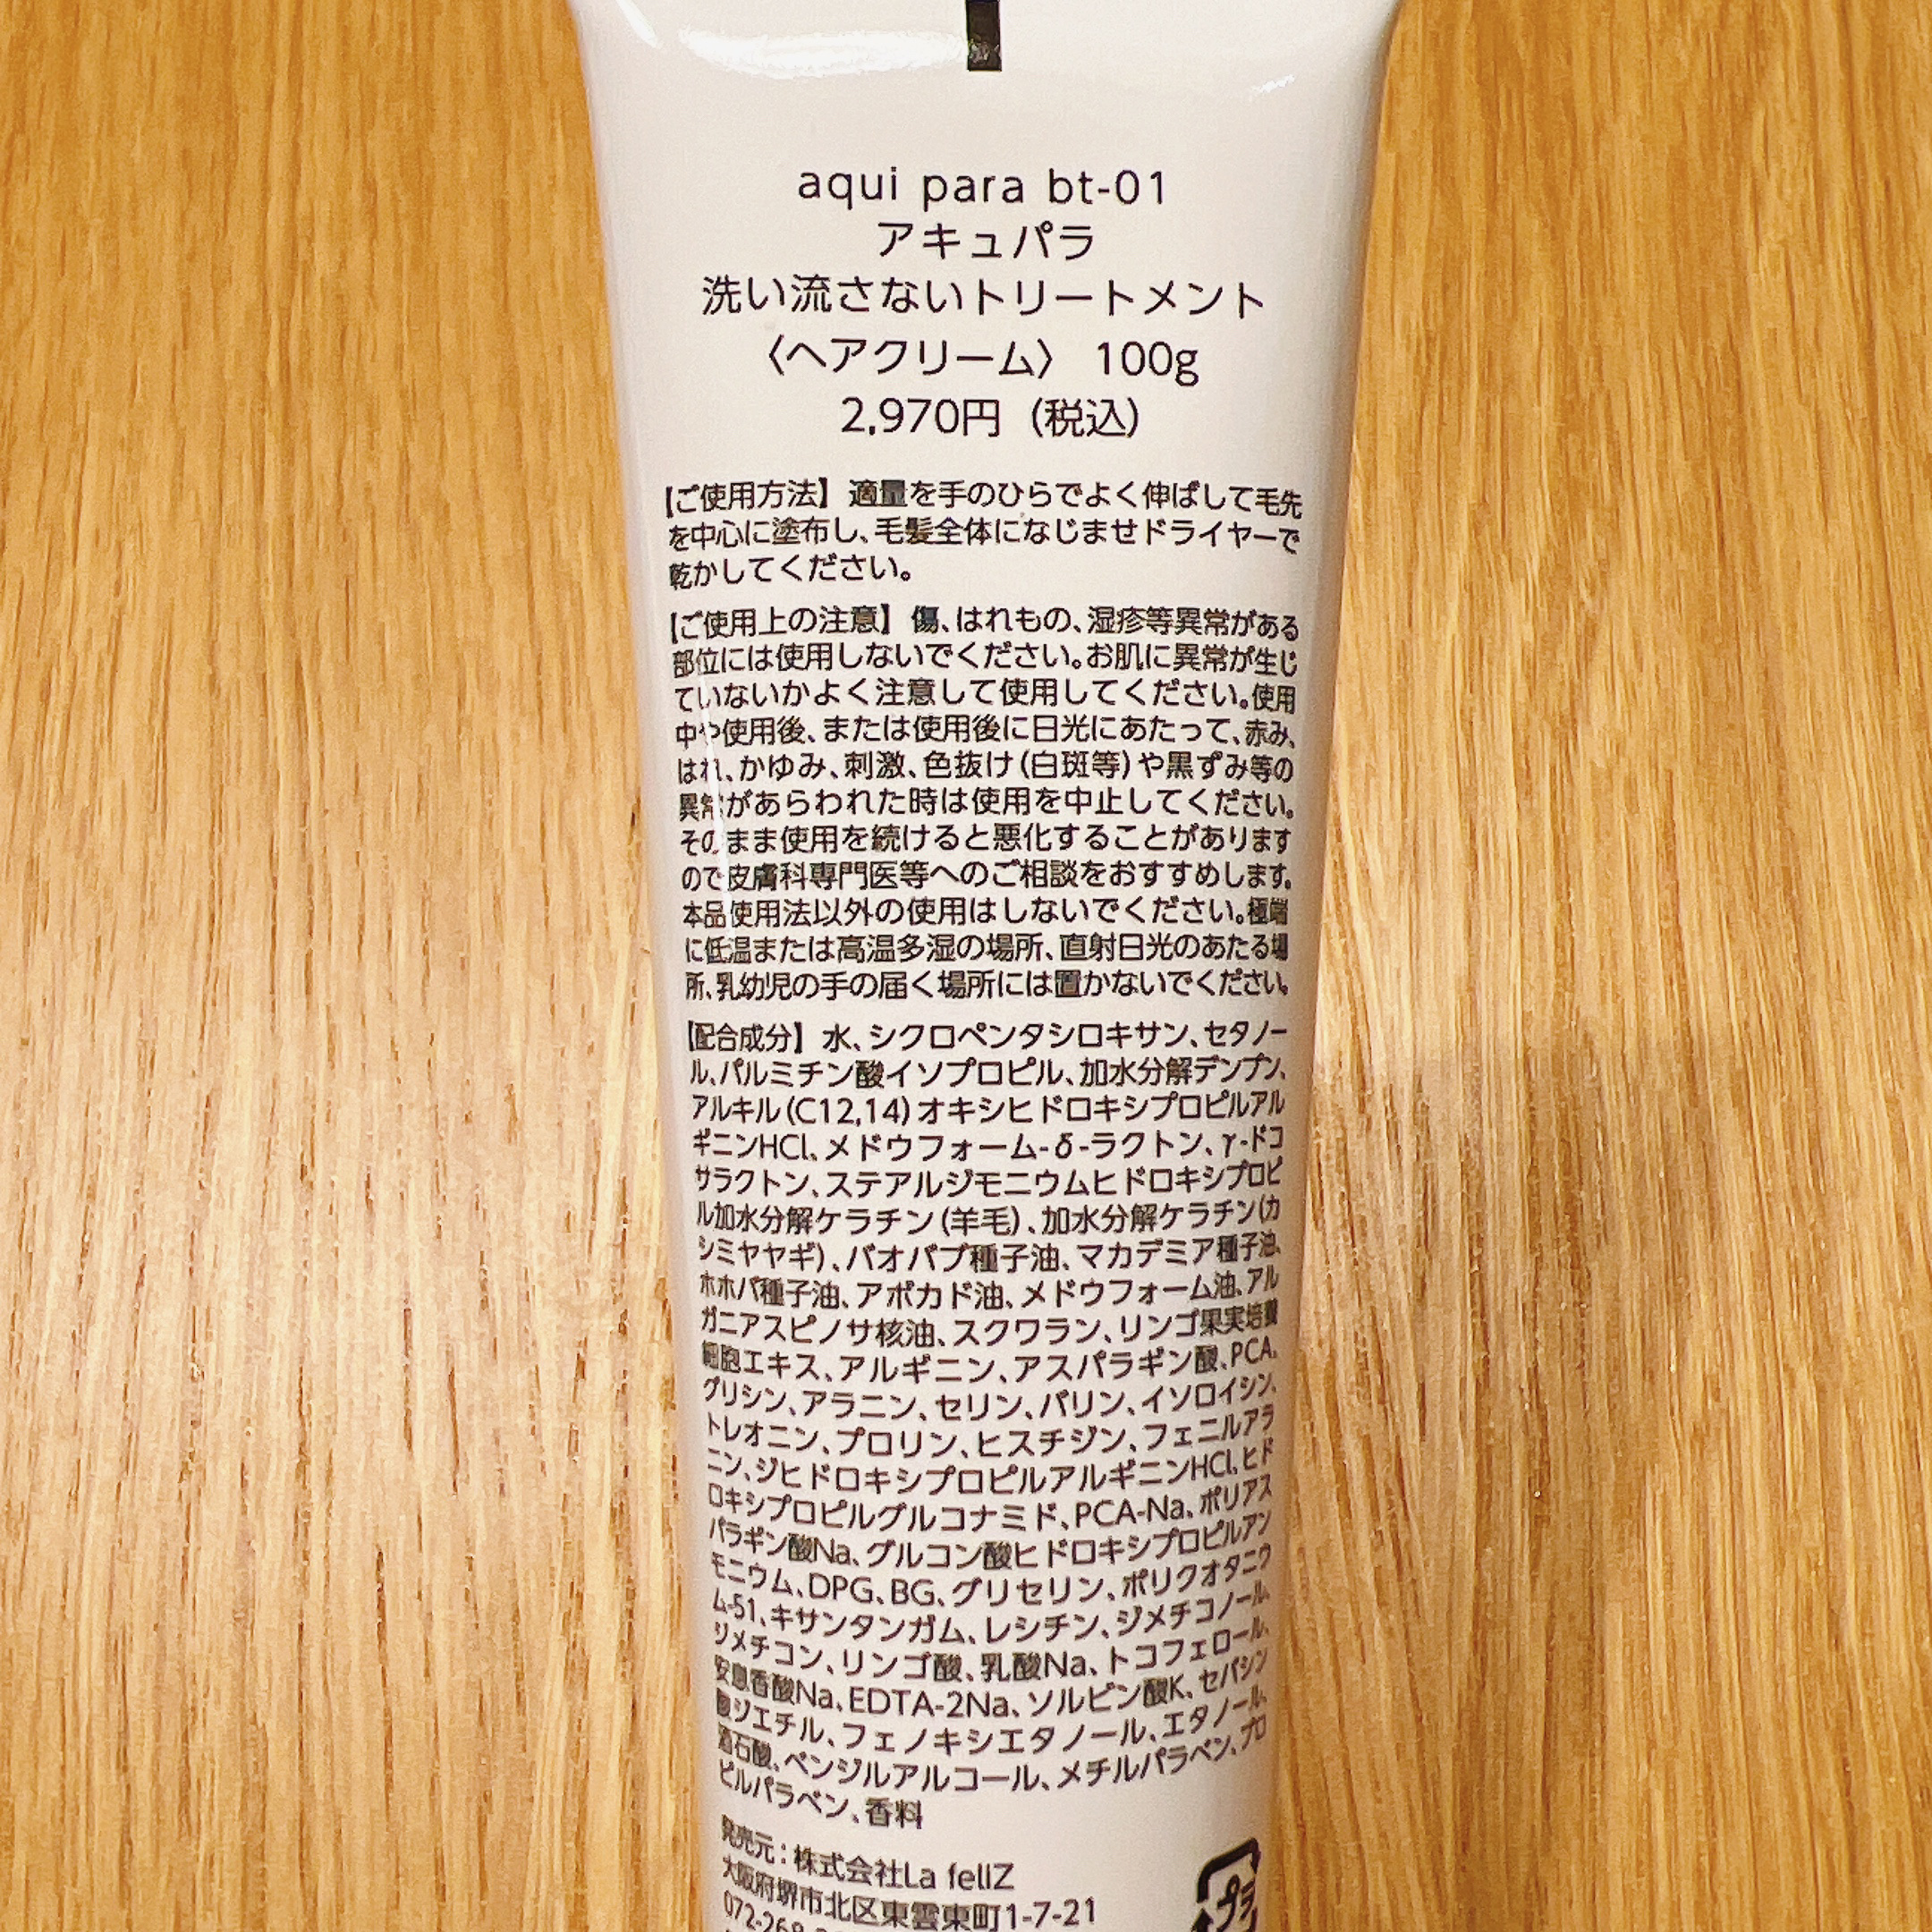 aqui para bt-01
アキュパラ
洗い流さないトリートメント
〈ヘアクリーム〉 100g
2,970円（税込）
【ご使用方法】適量を手のひらでよく伸ばして毛先
を中心に塗布し、毛髪全体になじませドライヤーで
乾かしてください。
【ご使用上の注意】傷、はれもの、湿疹等異常がある
部位には使用しないでください。お肌に異常が生じ
ていないかよく注意して使用してください。使用
中や使用後、または使用後に日光にあたって、赤み、
はれ、かゆみ、刺激、色抜け（白斑等）や黒ずみ等の
異常があらわれた時は使用を中止してください。
そのまま使用を続けると悪化することがあります
ので皮膚科専門医等へのご相談をおすすめします。
本品使用法以外の使用はしないでください。極端
に低温または高温多湿の場所、直射日光のあたる場
所、乳幼児の手の届く場所には置かないでください。
【配合成分】水、シクロペンタシロキサン、セタノー
ル、パルミチン酸イソプロピル、加水分解デンプン、
アルキル（C12,14）オキシヒドロキシプロピルアル
ギニンHCl、メドウフォーム-δ-ラクトン、γ-ドコ
サラクトン、ステアルジモニウムヒドロキシプロピ
ル加水分解ケラチン（羊毛）、加水分解ケラチン（カ
シミヤヤギ）、バオバブ種子油、マカデミア種子油、
ホホバ種子油、アボカド油、メドウフォーム油、アル
ガニアスピノサ核油、スクワラン、リンゴ果実培養
細胞エキス、アルギニン、アスパラギン酸、PCA、
グリシン、アラニン、セリン、バリン、イソロイシン、
トレオニン、プロリン、ヒスチジン、フェニルアラ
ニン、ジヒドロキシプロピルアルギニンHCl、ヒド
ロキシプロピルグルコナミド、PCA-Na、ポリアス
パラギン酸Na、グルコン酸ヒドロキシプロピルアン
モニウム、DPG、BG、グリセリン、ポリクオタニウ
ム-51、キサンタンガム、レシチン、ジメチコノール、
ジメチコン、リンゴ酸、乳酸Na、トコフェロール、
安息香酸Na、EDTA-2Na、ソルビン酸K、セバシン
酸ジエチル、フェノキシエタノール、エタノール、
酒石酸、ベンジルアルコール、メチルパラベン、プロ
ピルパラベン、香料
発売元：株式会社La felIZ
大阪府堺市北区東雲東町1-7-21
072-268-
プラ